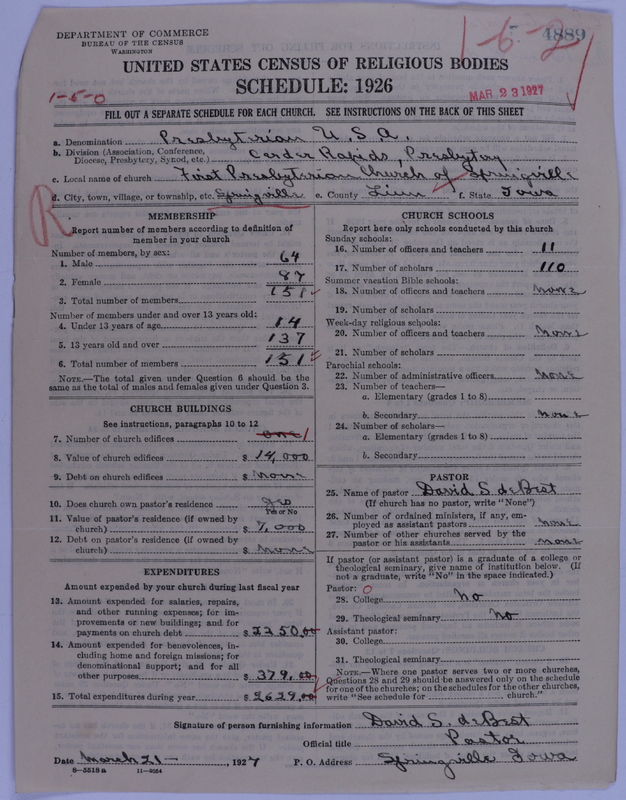 DEPARTMENT OF COMMERCE
BUREAU OF THE CENSUS
WASHINGTON
1-6-2
4889
UNITED STATES CENSUS OF RELIGIOUS BODIES
SCHEDULE: 1926
1-5-0
MAR 23 1927
FILL OUT A SEPARATE SCHEDULE FOR EACH CHURCH. SEE INSTRUCTIONS ON THE BACK OF THIS SHEET
a. Denomination Presbyterian U.S.A.
b. Division (Association, Conference, Diocese, Presbytery, Synod, etc.) Cedar Rapids, Presbytery
c. Local name of church First Presbyterian Church of Springville
d. City, town, village, or township, etc. Springville e. County Linn f. State Iowa
R
MEMBERSHIP
Report number of members according to definition of
member in your church
Number of members, by sex:
1. Male 64
2. Female 87
3. Total number of members 151
Number of members under and over 13 years old:
4. Under 13 years of age 14
5. 13 years old and over 137
6. Total number of members 151
NOTE.—The total given under Question 6 should be
same as the total of males and females given under Question 3.
CHURCH BUILDINGS
See instructions, paragraphs 10 to 12
7. Number of church edifices one 1
8. Value of church edifices $ 14,000
9. Debt on church edifices $ None
10. Does church own pastor's residence yes
Yes or No
11. Value of pastor's residence (if owned by
church) $ 7,000
12. Debt on pastor's residence (if owned by
church) $ None
EXPENDITURES
Amount expended by your church during last fiscal year
13. Amount expended for salaries, repairs,
and other running expenses; for im-
provements or new buildings; and for
payments on church debt $ 2250.00
14. Amount expended for benevolences, in-
cluding home and foreign missions; for
denominational support; and for all
other purposes $ 379.00
15. Total expenditures during year $ 2629.00
CHURCH SCHOOLS
Report here only schools conducted by this church
Sunday schools:
16. Number of officers and teachers 11
17. Number of scholars 110
Summer vacation Bible schools:
18. Number of officers and teachers None
19. Number of scholars
Week-day religious schools:
20. Number of officers and teachers None
21. Number of scholars
Parochial schools:
22. Number of administrative officers None
23. Number of teachers—
a. Elementary (grades 1 to 8)
b. Secondary None
24. Number of scholars—
a. Elementary (grades 1 to 8)
b. Secondary
PASTOR
25. Name of pastor David S. deBest
(If church has no pastor, write "None")
26. Number of ordained ministers, if any, em-
ployed as assistant pastors None
27. Number of other churches served by the
pastor or his assistants None
If pastor (or assistant pastor) is a graduate of a college or
theological seminary, give name of institution below. (If
not a graduate, write "No" in the space indicated.)
Pastor: 0
28. College No
29. Theological seminary No
Assistant pastor:
30. College
31. Theological seminary
NOTE.—Where one pastor serves two or more churches,
Questions 28 and 29 should be answered only on the schedule
for one of the churches; on the schedules for the other churches,
write "See schedule for church."
Signature of person furnishing information David S. deBest
Official title Pastor
Date March 21 — , 1927 P. O. Address Springville Iowa
8—5518 a 11—9024